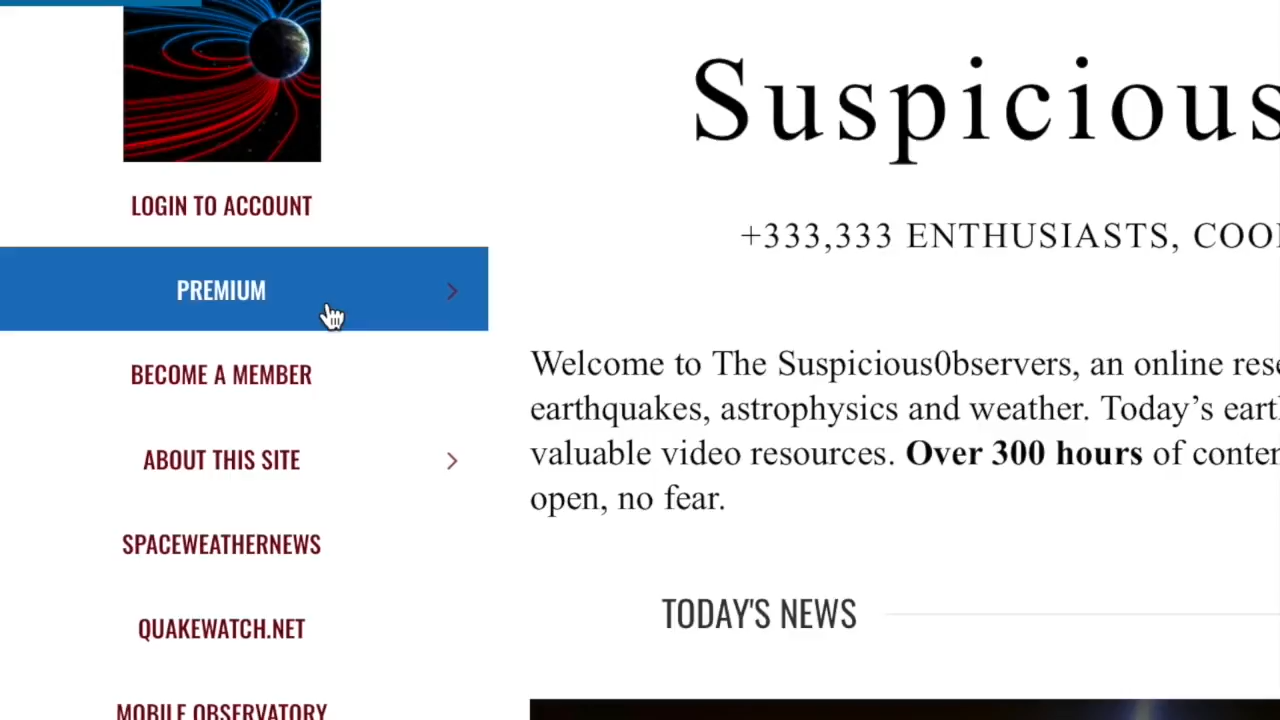 LOGIN TO ACCOUNT
PREMIUM
BECOME A MEMBER
ABOUT THIS SITE
SPACEWEATHERNEWS
QUAKEWATCH.NET
MOBILE OBSERVATORY
Suspicious
+333,333 ENTHUSIASTS,
Welcome to The Suspicious0bservers, an online
earthquakes, astrophysics and weather. Today’s
valuable video resources. Over 300 hours of
open, no fear.
TODAY'S NEWS